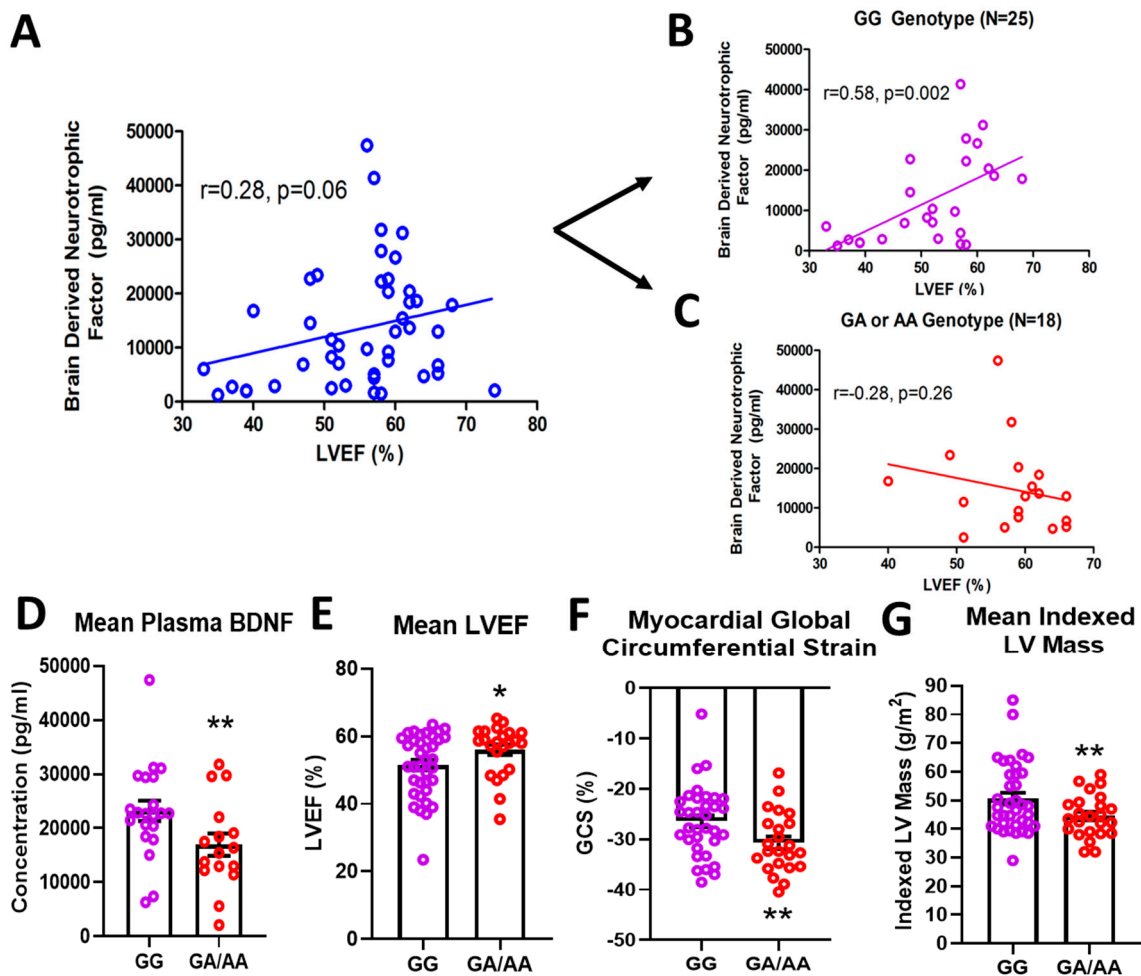 A
Brain Derived Neurotrophic
Factor (pg/ml)
50000
40000
30000
20000
10000
0
r=0.28, p=0.06
30
40
50
60
70
80
LVEF (%)
B
GG Genotype (N=25)
Brain Derived Neurotrophic
Factor (pg/ml)
50000
40000
30000
20000
10000
0
r=0.58, p=0.002
30
40
50
60
70
80
LVEF (%)
C
GA or AA Genotype (N=18)
Brain Derived Neurotrophic
Factor (pg/ml)
50000
40000
30000
20000
10000
0
r=-0.28, p=0.26
30
40
50
60
70
LVEF (%)
D
Mean Plasma BDNF
Concentration (pg/ml)
50000
40000
30000
20000
10000
0
**
GG
GA/AA
E
Mean LVEF
LVEF (%)
80
60
40
20
0
*
GG
GA/AA
F
Myocardial Global
Circumferential Strain
GCS (%)
0
-10
-20
-30
-40
-50
**
GG
GA/AA
G
Mean Indexed
LV Mass
Indexed LV Mass (g/m²)
90
80
70
60
50
40
30
20
10
0
**
GG
GA/AA